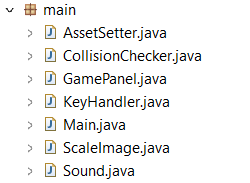 main
AssetSetter.java
CollisionChecker.java
GamePanel.java
KeyHandler.java
Main.java
ScaleImage.java
Sound.java